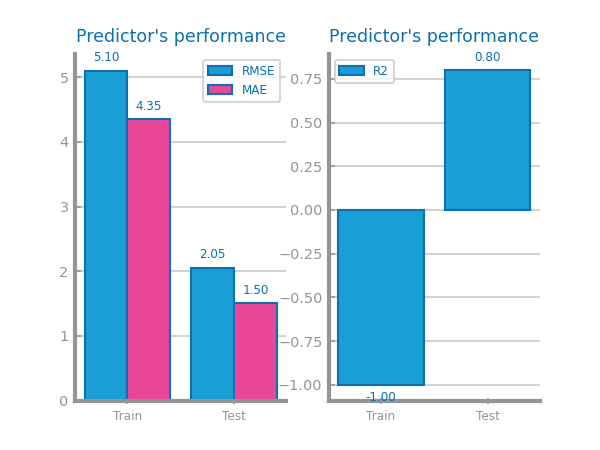 Predictor's performance
5.10
RMSE
MAE
4.35
2.05
1.50
5
4
3
2
1
0
Train
Test
Predictor's performance
0.80
R2
0.75
0.50
0.25
0.00
−0.25
−0.50
−0.75
−1.00
-1.00
Train
Test